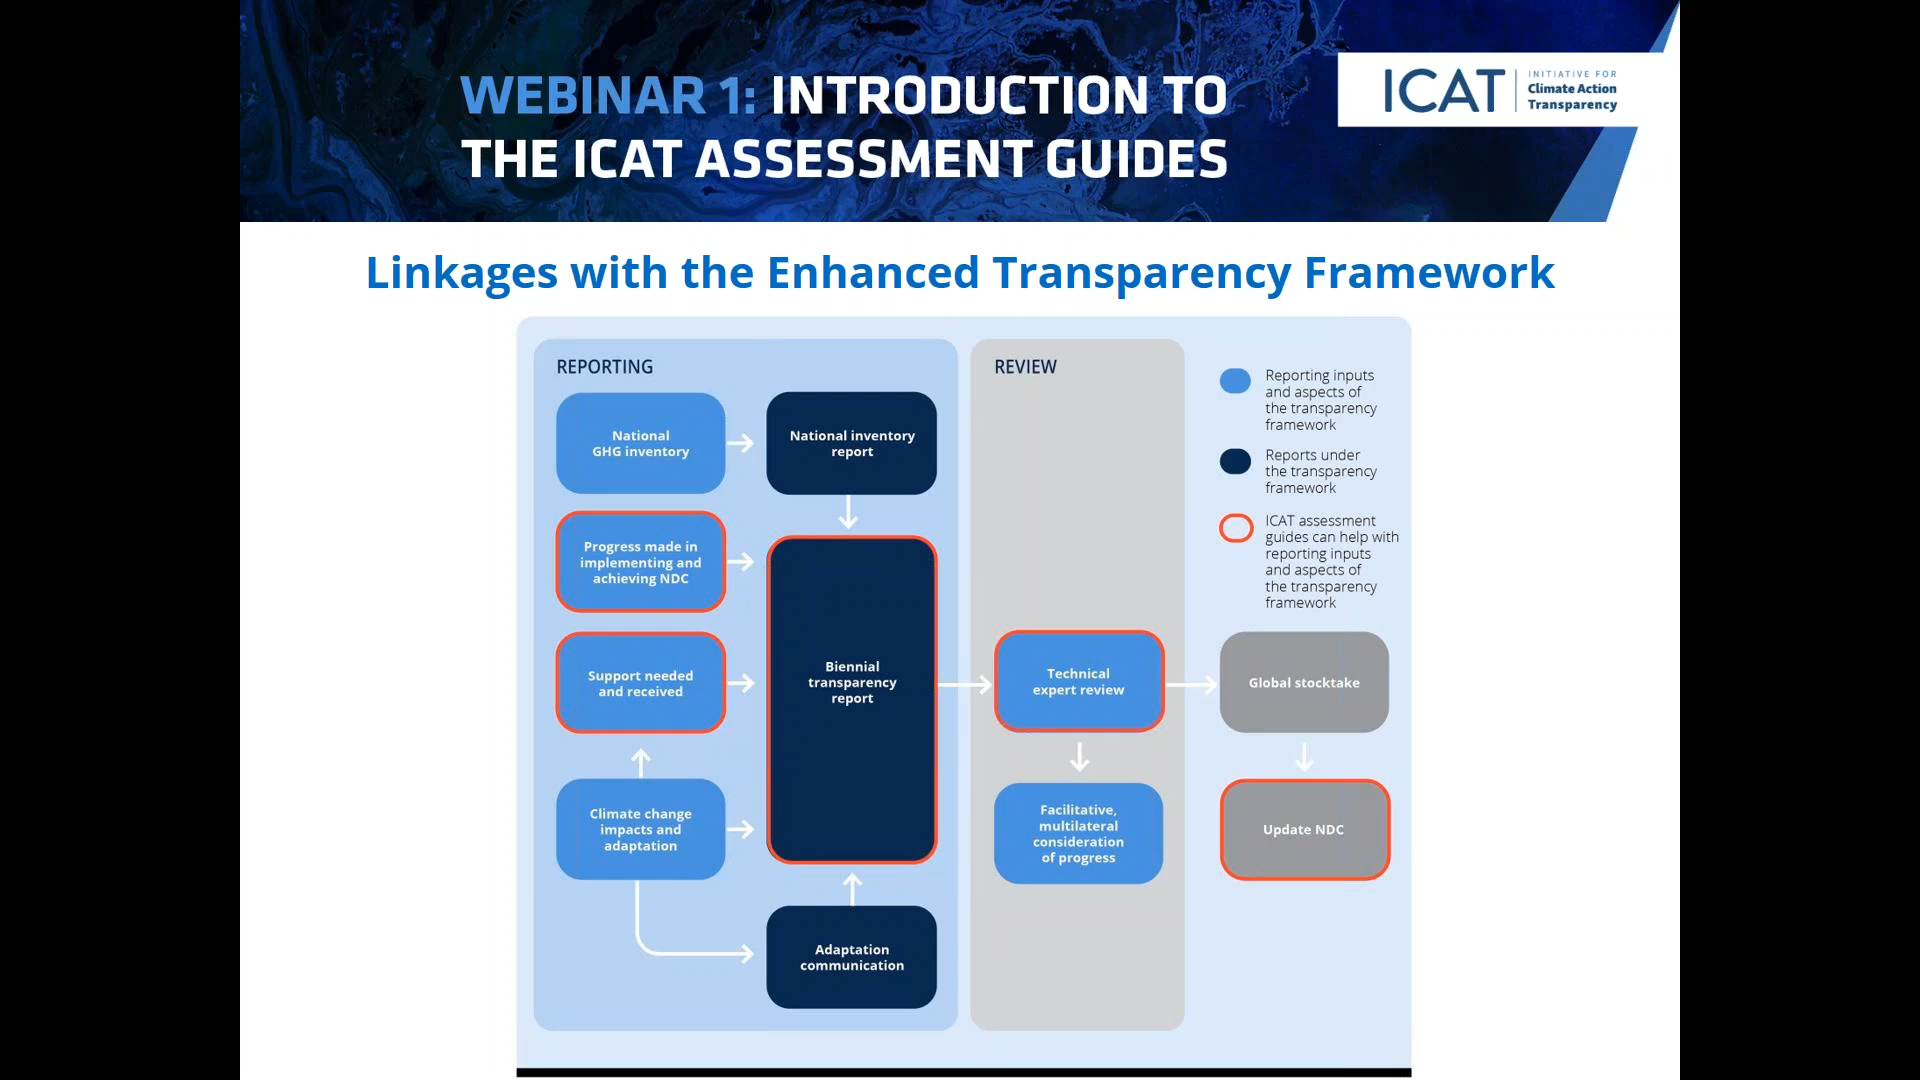 WEBINAR 1: INTRODUCTION TO
THE ICAT ASSESSMENT GUIDES
ICAT
INITIATIVE FOR
Climate Action
Transparency
Linkages with the Enhanced Transparency Framework
REPORTING
National
GHG inventory
National inventory
report
Progress made in
implementing and
achieving NDC
Support needed
and received
Biennial
transparency
report
Climate change
impacts and
adaptation
Adaptation
communication
REVIEW
Technical
expert review
Facilitative,
multilateral
consideration
of progress
Reporting inputs
and aspects of
the transparency
framework
Reports under
the transparency
framework
ICAT assessment
guides can help with
reporting inputs
and aspects of
the transparency
framework
Global stocktake
Update NDC